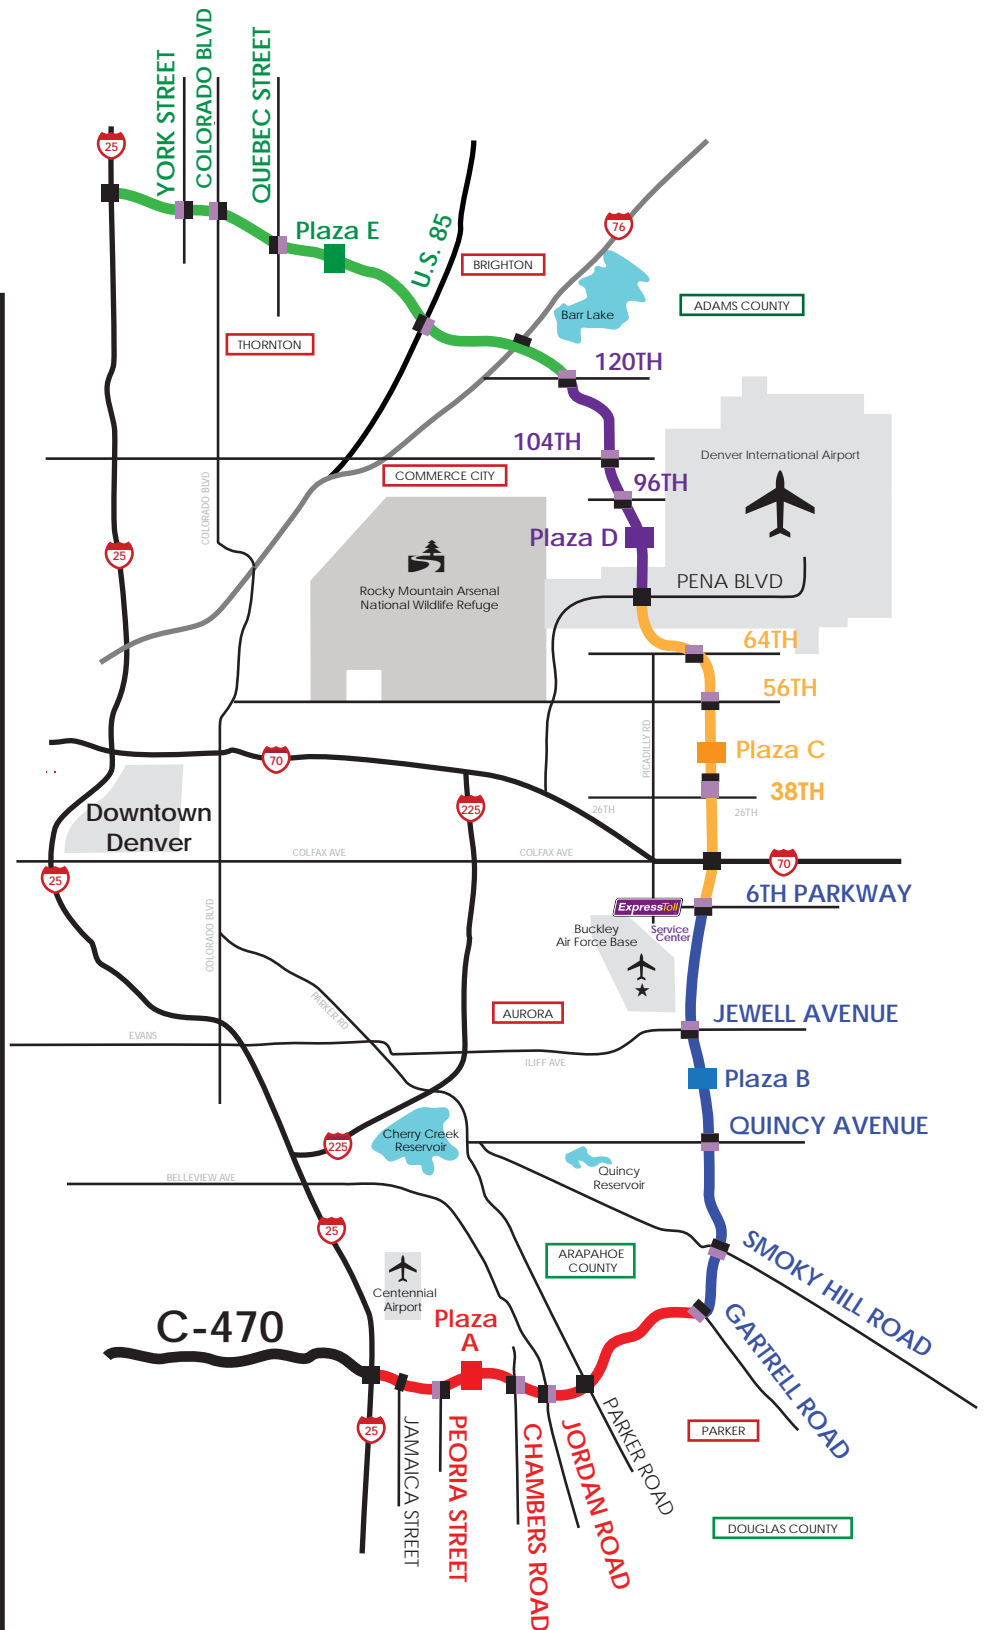 YORK STREET
COLORADO BLVD
QUEBEC STREET
25
Plaza E
U.S. 85
76
BRIGHTON
ADAMS COUNTY
Barr Lake
THORNTON
120TH
104TH
96TH
Denver International Airport
COMMERCE CITY
COLORADO BLVD
Plaza D
25
Rocky Mountain Arsenal
National Wildlife Refuge
PENA BLVD
64TH
56TH
PICADILLY RD
Plaza C
70
38TH
225
26TH
26TH
Downtown
Denver
COLFAX AVE
COLFAX AVE
70
25
6TH PARKWAY
ExpressToll
Service
Center
Buckley
Air Force Base
COLORADO BLVD
PARKER RD
AURORA
JEWELL AVENUE
EVANS
ILIFF AVE
Plaza B
QUINCY AVENUE
Cherry Creek
Reservoir
225
Quincy
Reservoir
BELLEVIEW AVE
25
SMOKY HILL ROAD
ARAPAHOE
COUNTY
Centennial
Airport
C-470
Plaza
A
GARTRELL ROAD
25
JAMAICA STREET
PEORIA STREET
CHAMBERS ROAD
JORDAN ROAD
PARKER ROAD
PARKER
DOUGLAS COUNTY